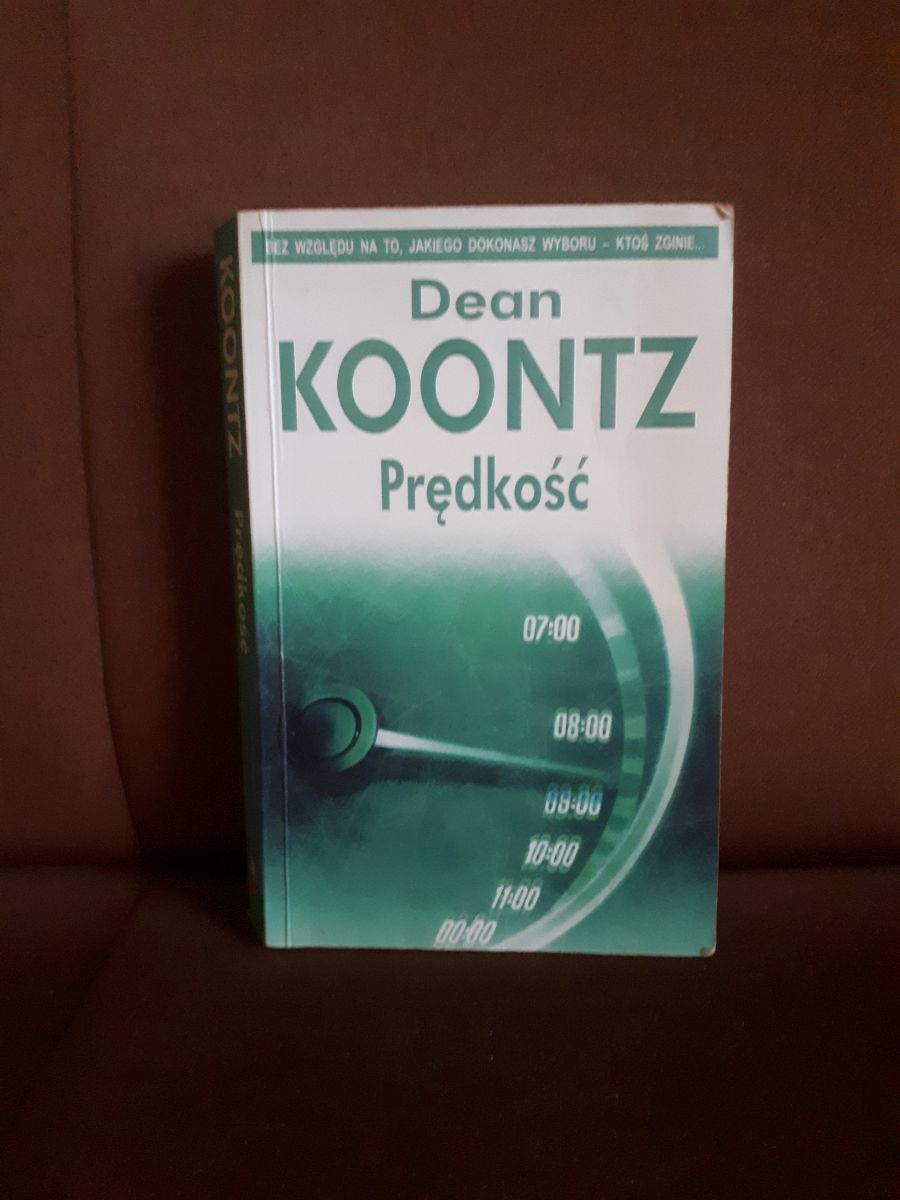 BEZ WZGLĘDU NA TO, JAKIEGO DOKONASZ WYBORU – KTOŚ ZGINIE...
Dean
KOONTZ
Prędkość
07:00
08:00
09:00
10:00
11:00
00:00
KOONTZ Prędkość